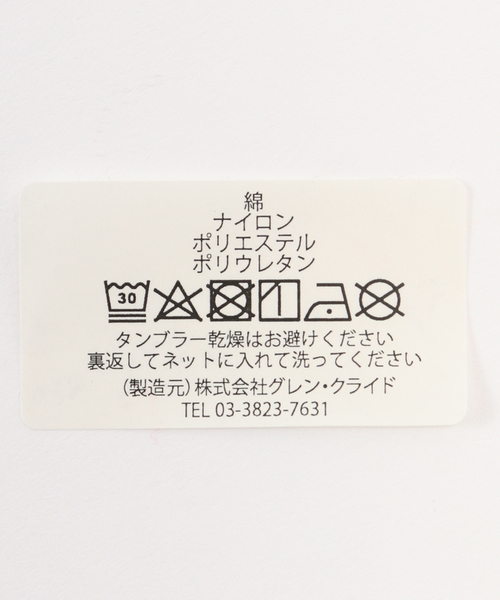 綿
ナイロン
ポリエステル
ポリウレタン
30
タンブラー乾燥はお避けください
裏返してネットに入れて洗ってください
(製造元)株式会社グレン・クライド
TEL 03-3823-7631